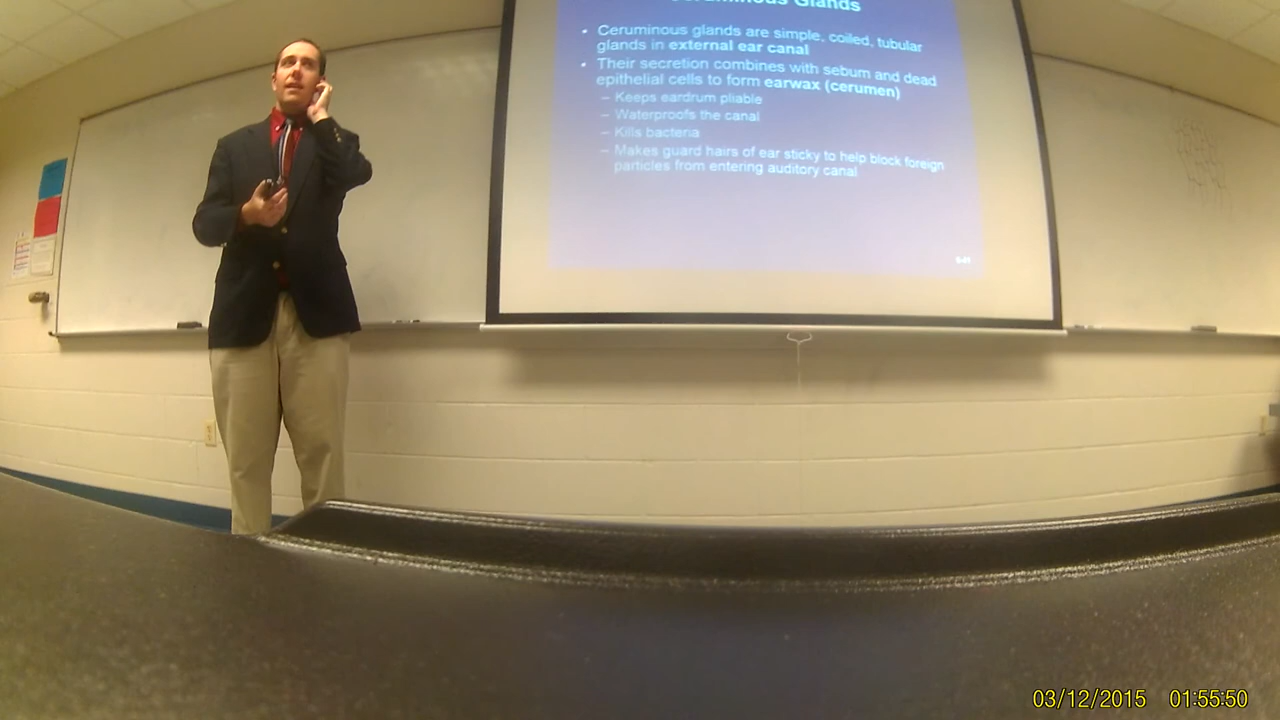 Ceruminous Glands
• Ceruminous glands are simple, coiled, tubular
glands in external ear canal
• Their secretion combines with sebum and dead
epithelial cells to form earwax (cerumen)
– Keeps eardrum pliable
– Waterproofs the canal
– Kills bacteria
– Makes guard hairs of ear sticky to help block foreign
particles from entering auditory canal
03/12/2015 01:55:50